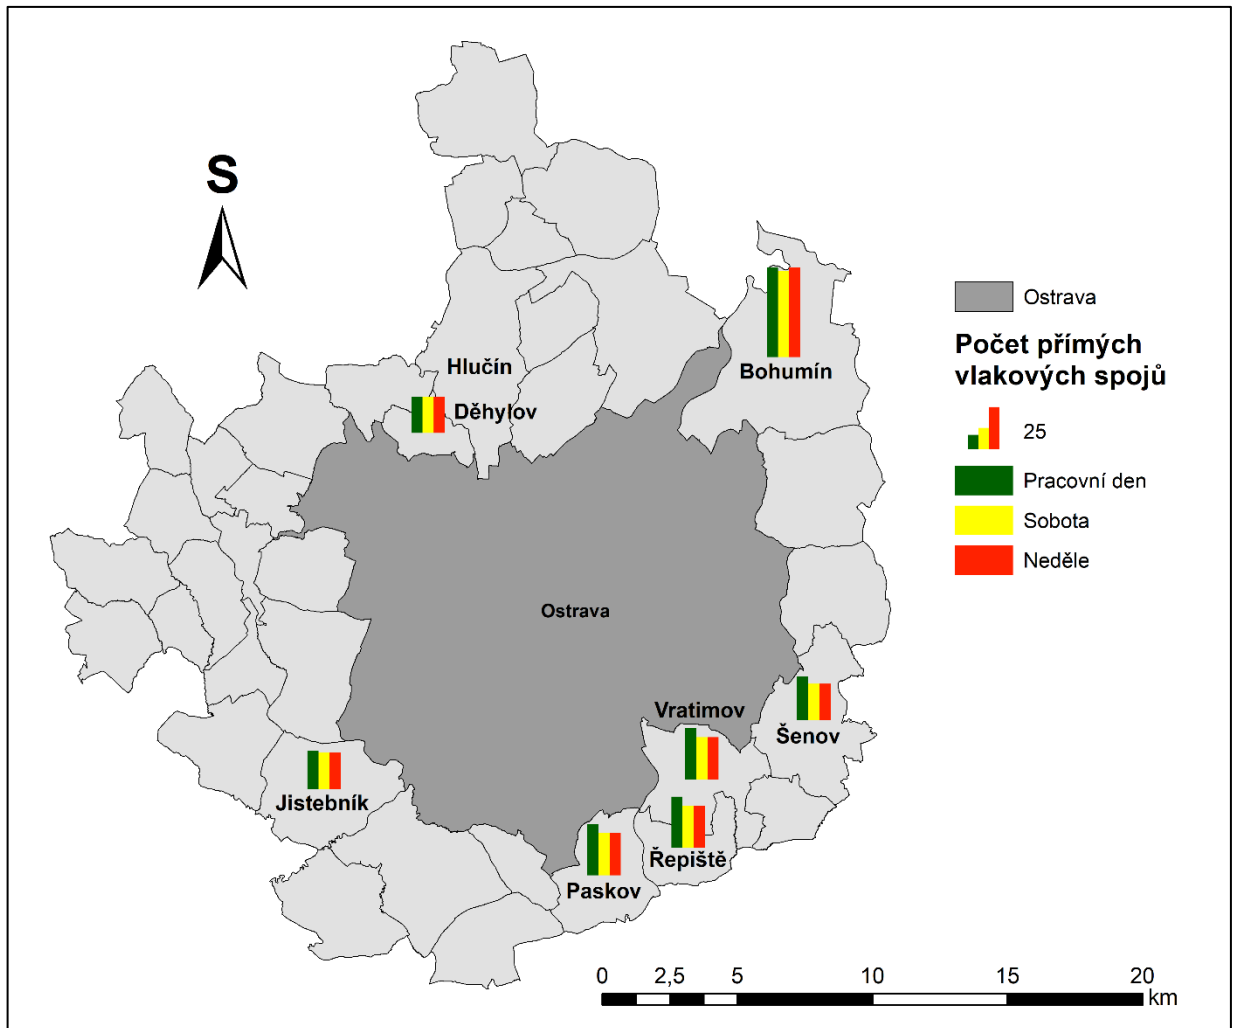 S
Hlučín
Děhylov
Bohumín
Ostrava
Vratimov
Šenov
Jistebník
Řepiště
Paskov
Ostrava
Počet přímých
vlakových spojů
25
Pracovní den
Sobota
Neděle
0 2,5 5 10 15 20
km